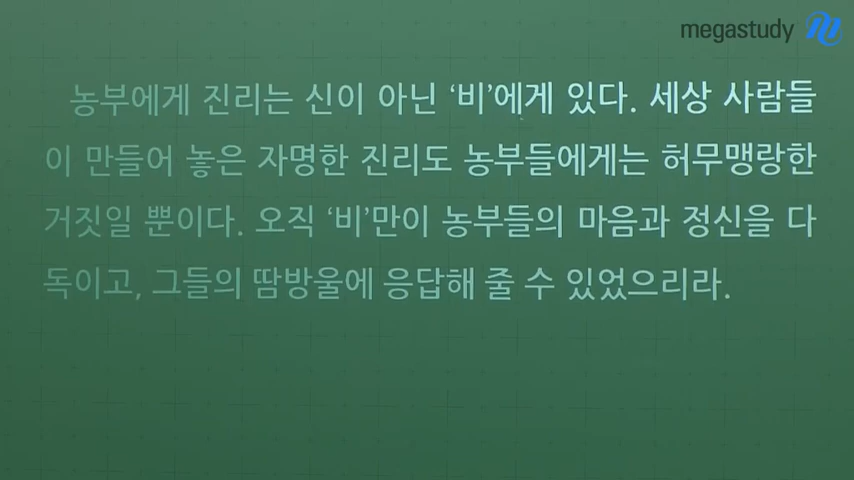 megastudy
농부에게 진리는 신이 아닌 ‘비’에게 있다. 세상 사람들
이 만들어 놓은 자명한 진리도 농부들에게는 허무맹랑한
거짓일 뿐이다. 오직 ‘비’만이 농부들의 마음과 정신을 다
독이고, 그들의 땀방울에 응답해 줄 수 있었으리라.